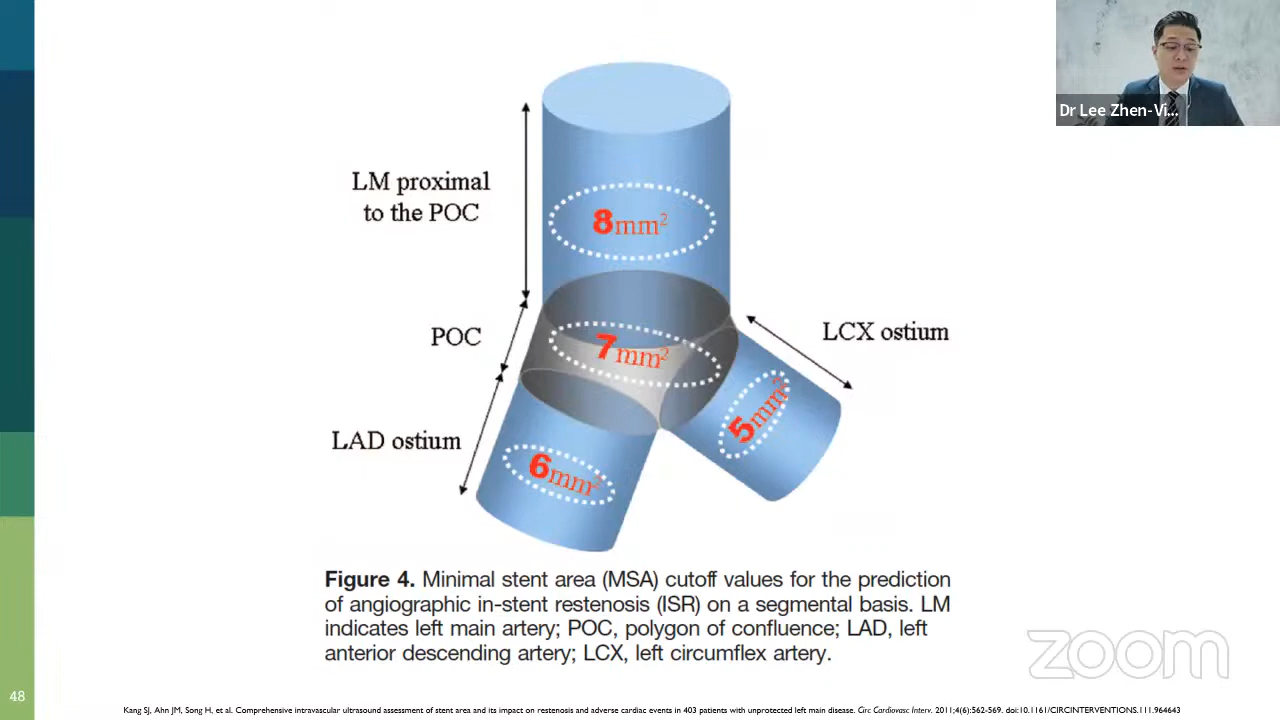 Dr Lee Zhen-Vi...
LM proximal
to the POC
8mm²
POC
7mm²
LCX ostium
5mm²
LAD ostium
6mm²
Figure 4. Minimal stent area (MSA) cutoff values for the prediction
of angiographic in-stent restenosis (ISR) on a segmental basis. LM
indicates left main artery; POC, polygon of confluence; LAD, left
anterior descending artery; LCX, left circumflex artery.
zoom
48
Kang SJ, Ahn JM, Song H, et al. Comprehensive intravascular ultrasound assessment of stent area and its impact on restenosis and adverse cardiac events in 403 patients with unprotected left main disease. Circ Cardiovasc Interv. 2011;4(6):562-569. doi:10.1161/CIRCINTERVENTIONS.111.964643